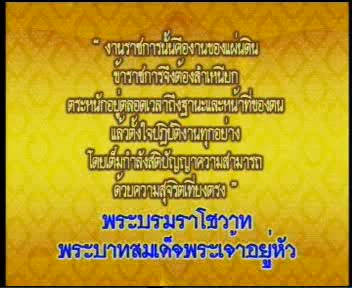 " งานราชการนั้นคืองานของแผ่นดิน
ข้าราชการจึงต้องสำเหนียก
ตระหนักอยู่ตลอดเวลาถึงฐานะและหน้าที่ของตน
แล้วตั้งใจปฏิบัติงานทุกอย่าง
โดยเต็มกำลังสติปัญญาความสามารถ
ด้วยความสุจริตเที่ยงตรง "
พระบรมราโชวาท
พระบาทสมเด็จพระเจ้าอยู่หัว